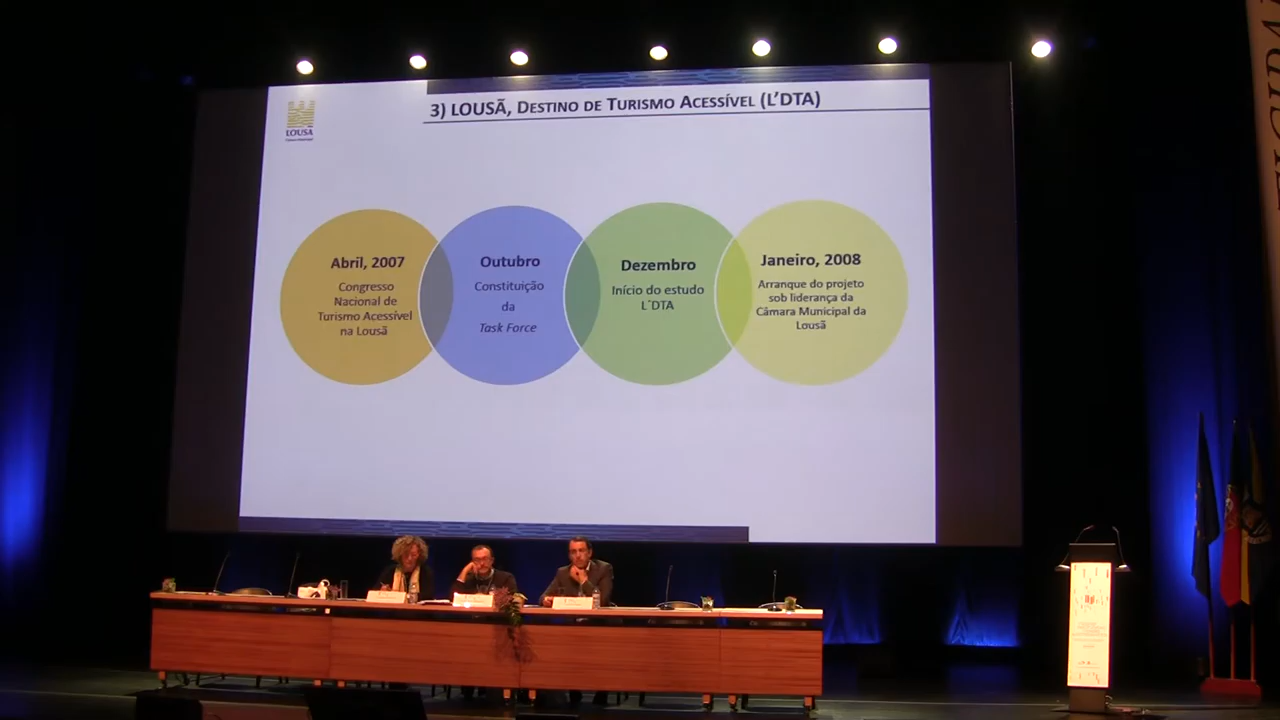 3) LOUSÃ, DESTINO DE TURISMO ACESSÍVEL (L'DTA)
LOUSÃ
Abril, 2007
Congresso
Nacional de
Turismo Acessível
na Lousã
Outubro
Constituição
da
Task Force
Dezembro
Início do estudo
L´DTA
Janeiro, 2008
Arranque do projeto
sob liderança da
Câmara Municipal da
Lousã